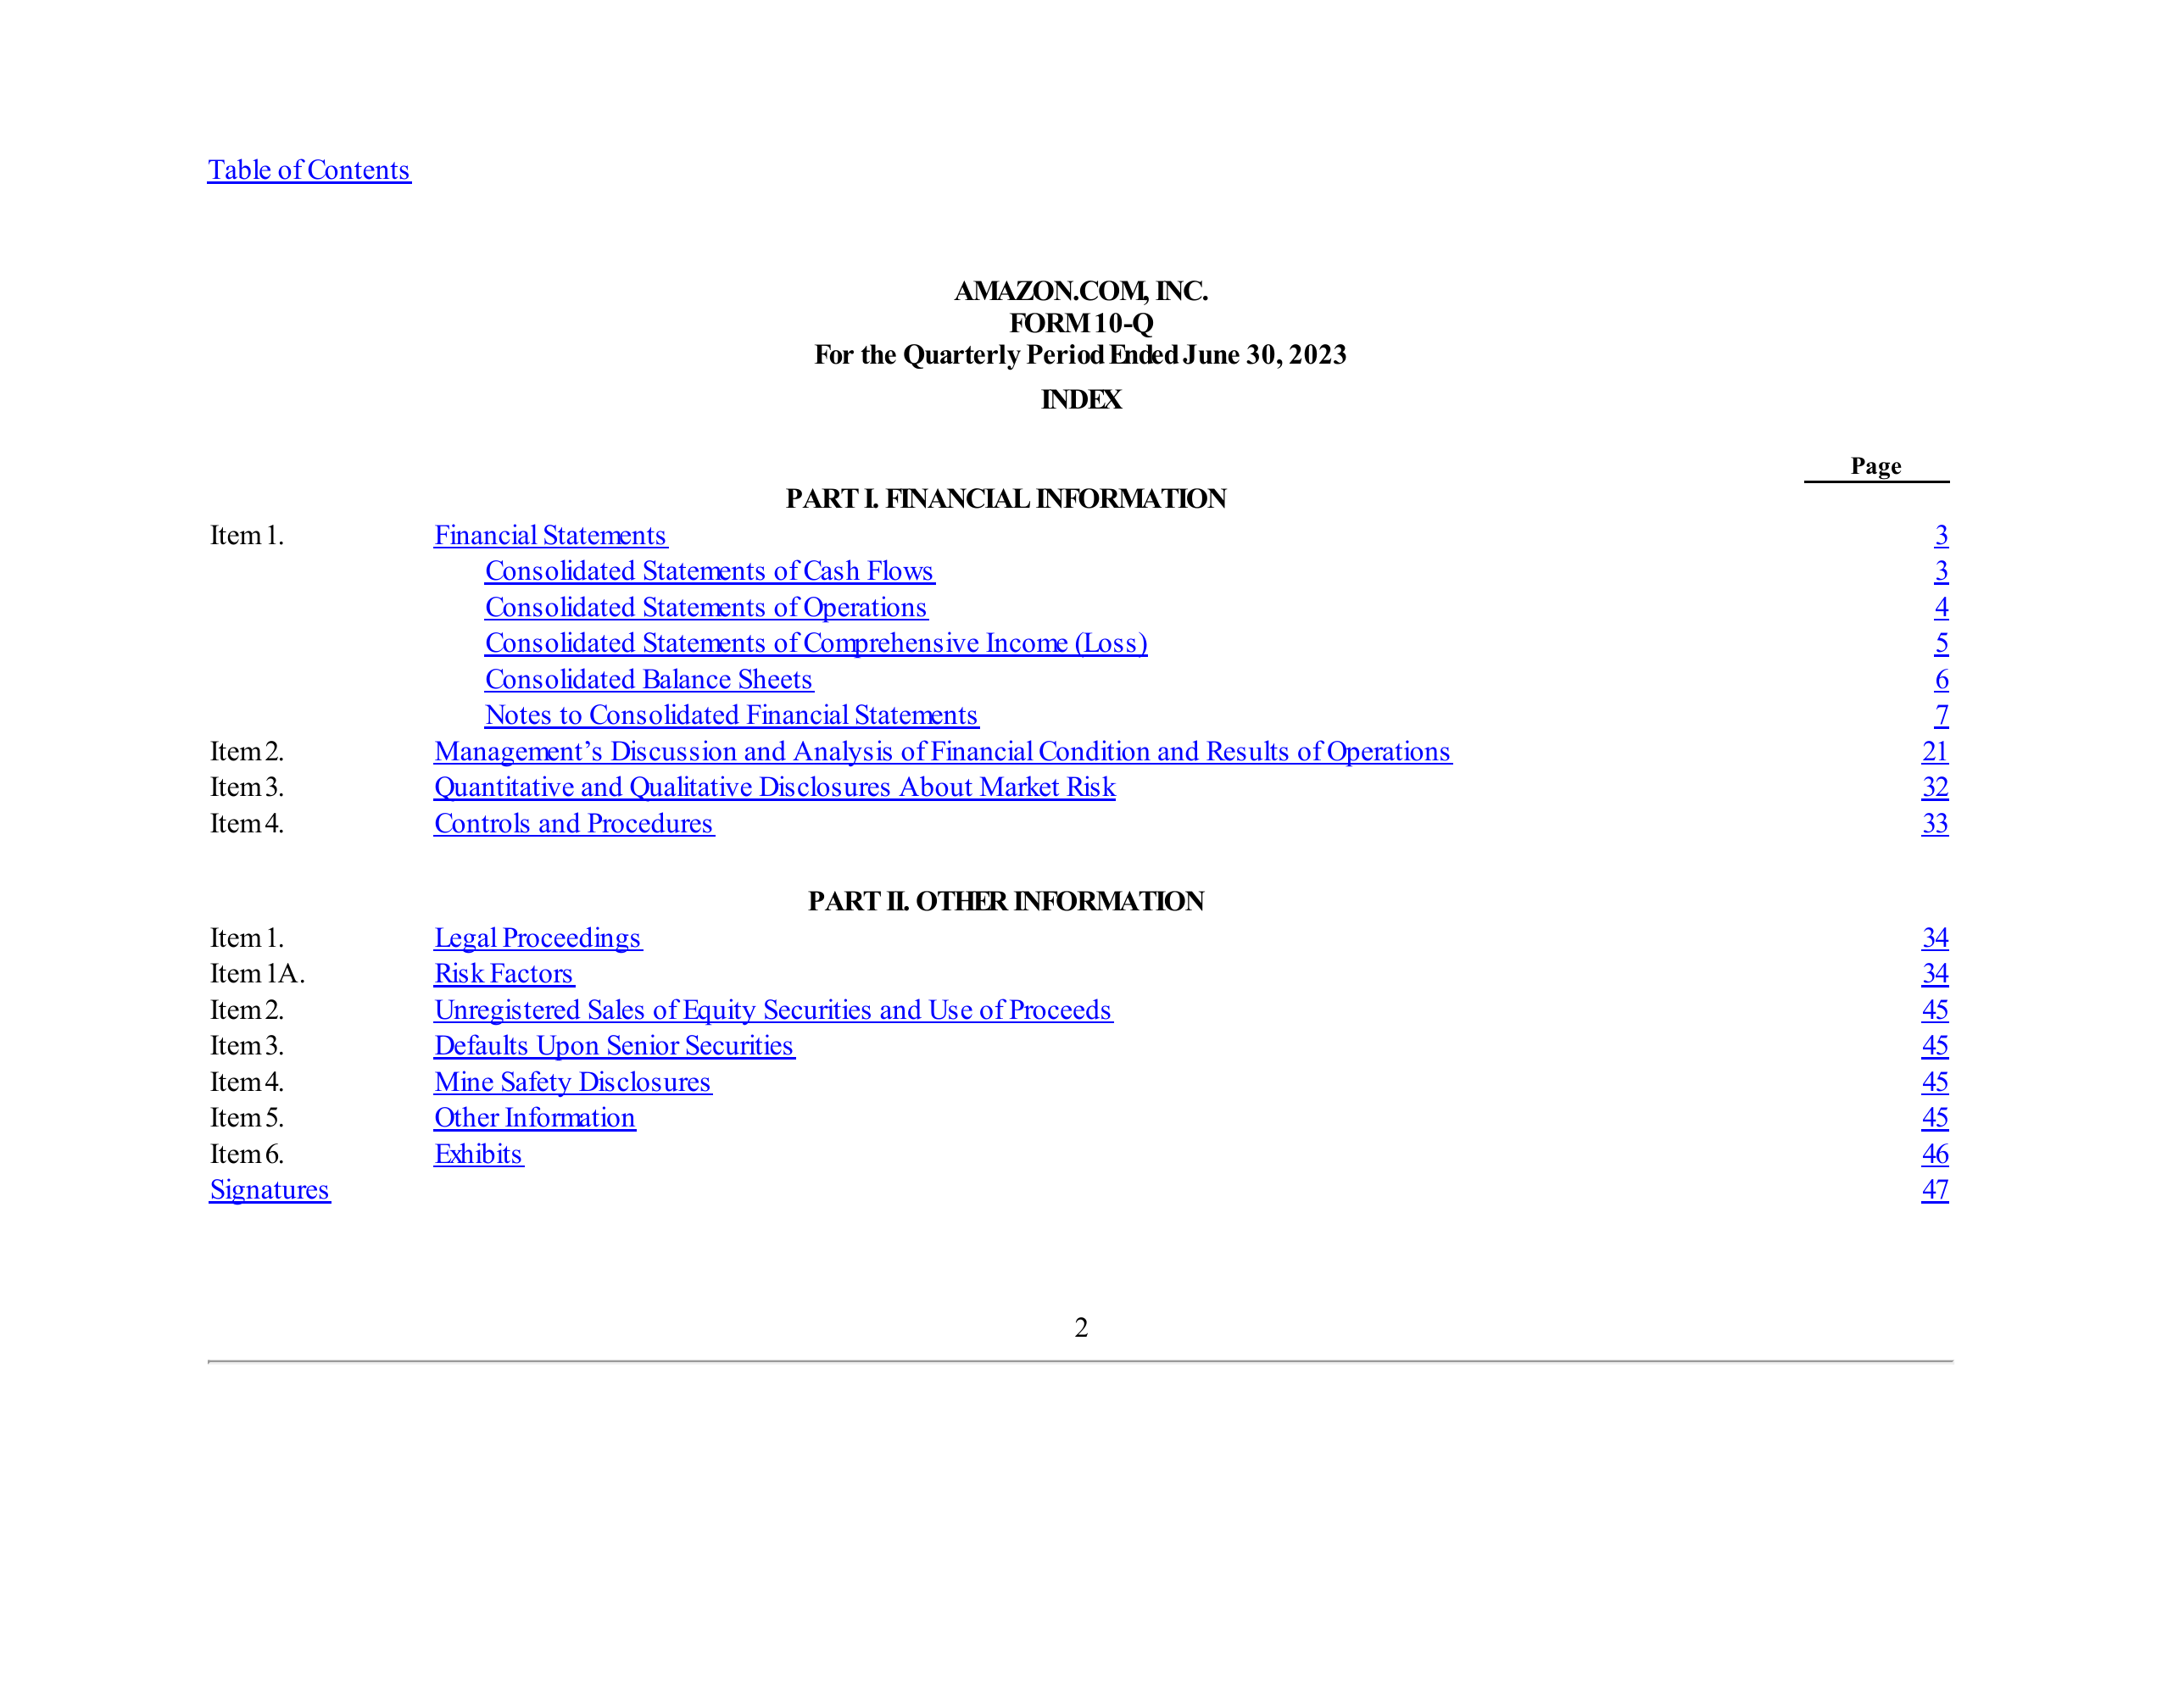 Table of Contents
AMAZON.COM, INC.
FORM 10-Q
For the Quarterly Period Ended June 30, 2023
INDEX
Page
PART I. FINANCIAL INFORMATION
Item 1. Financial Statements 3
Consolidated Statements of Cash Flows 3
Consolidated Statements of Operations 4
Consolidated Statements of Comprehensive Income (Loss) 5
Consolidated Balance Sheets 6
Notes to Consolidated Financial Statements 7
Item 2. Management’s Discussion and Analysis of Financial Condition and Results of Operations 21
Item 3. Quantitative and Qualitative Disclosures About Market Risk 32
Item 4. Controls and Procedures 33
PART II. OTHER INFORMATION
Item 1. Legal Proceedings 34
Item 1A. Risk Factors 34
Item 2. Unregistered Sales of Equity Securities and Use of Proceeds 45
Item 3. Defaults Upon Senior Securities 45
Item 4. Mine Safety Disclosures 45
Item 5. Other Information 45
Item 6. Exhibits 46
Signatures 47
2